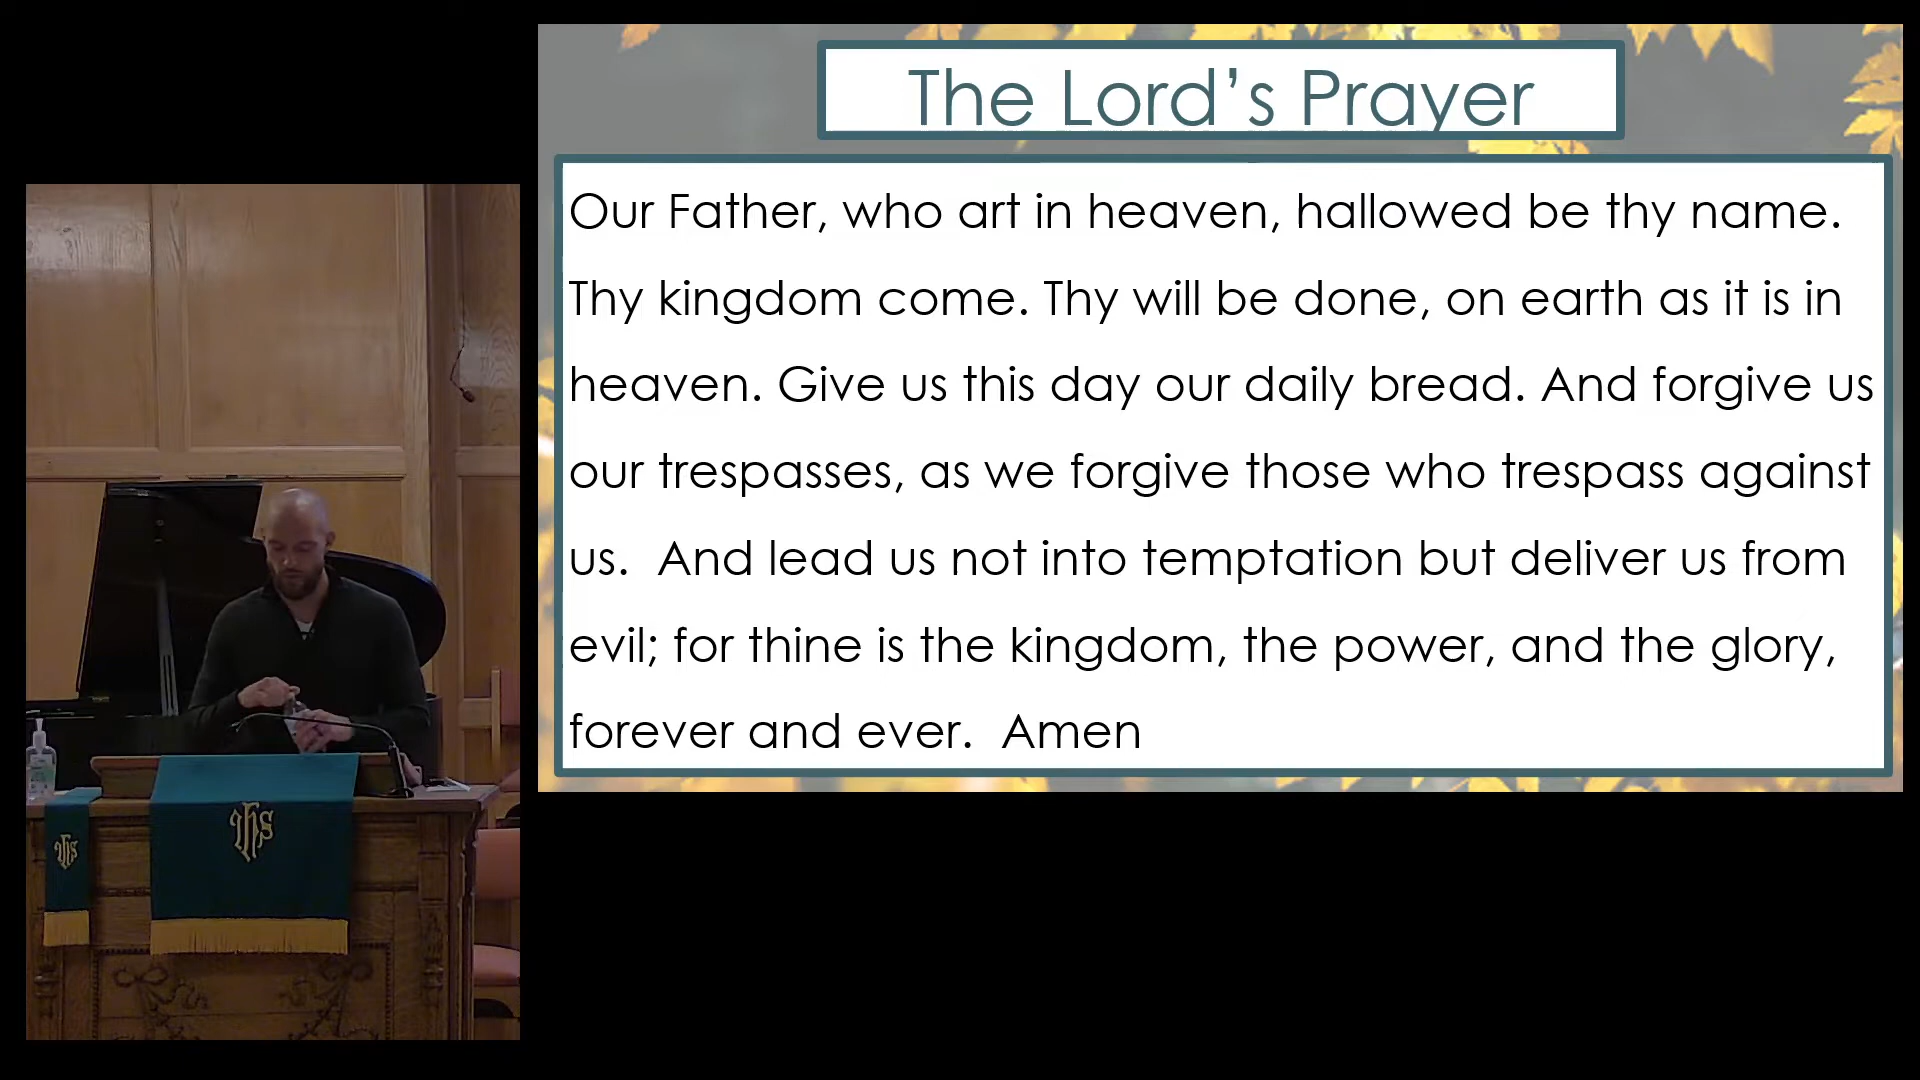 The Lord’s Prayer
Our Father, who art in heaven, hallowed be thy name.
Thy kingdom come. Thy will be done, on earth as it is in
heaven. Give us this day our daily bread. And forgive us
our trespasses, as we forgive those who trespass against
us.  And lead us not into temptation but deliver us from
evil; for thine is the kingdom, the power, and the glory,
forever and ever.  Amen
IHS
IHS